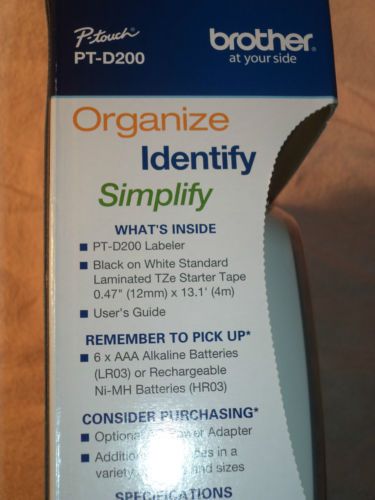 P-touch
PT-D200
brother
at your side
Organize
Identify
Simplify
WHAT'S INSIDE
■ PT-D200 Labeler
■ Black on White Standard
Laminated TZe Starter Tape
0.47" (12mm) x 13.1' (4m)
■ User's Guide
REMEMBER TO PICK UP*
■ 6 x AAA Alkaline Batteries
(LR03) or Rechargeable
Ni-MH Batteries (HR03)
CONSIDER PURCHASING*
■ Optional Adapter
■ in a
variety and sizes
SPECIFICATIONS